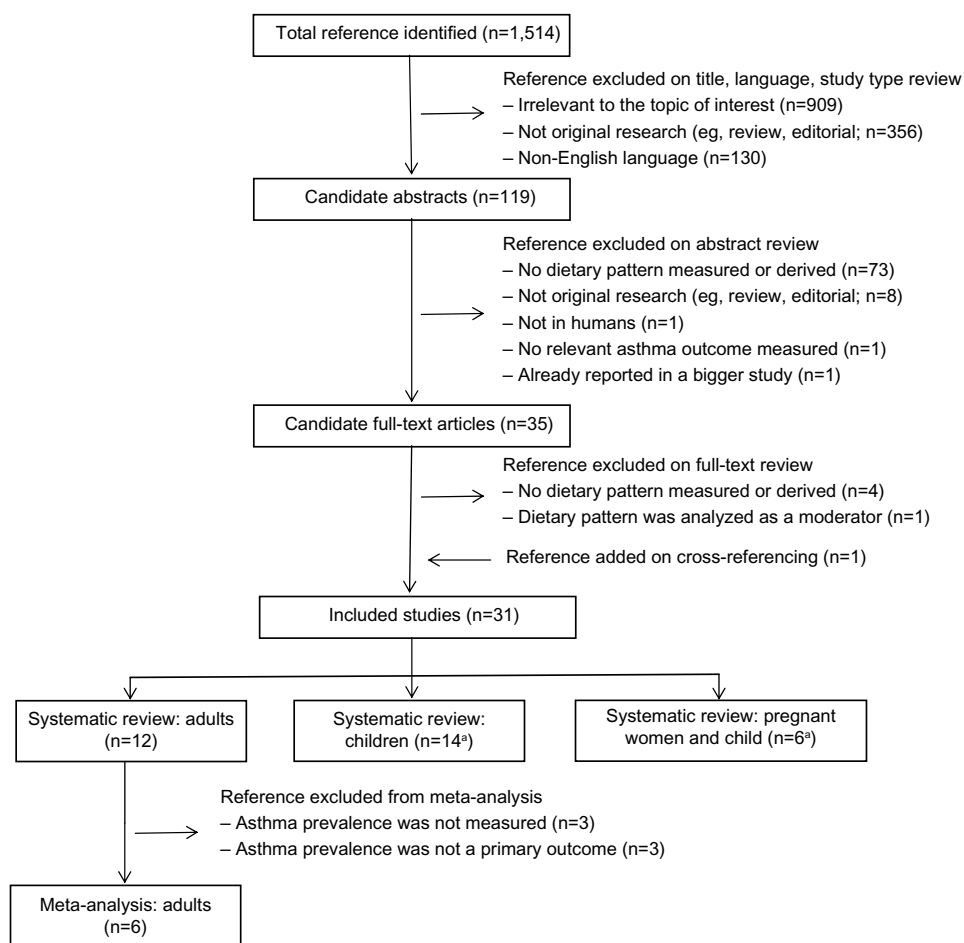 Total reference identified (n=1,514)
Reference excluded on title, language, study type review
– Irrelevant to the topic of interest (n=909)
– Not original research (eg, review, editorial; n=356)
– Non-English language (n=130)
Candidate abstracts (n=119)
Reference excluded on abstract review
– No dietary pattern measured or derived (n=73)
– Not original research (eg, review, editorial; n=8)
– Not in humans (n=1)
– No relevant asthma outcome measured (n=1)
– Already reported in a bigger study (n=1)
Candidate full-text articles (n=35)
Reference excluded on full-text review
– No dietary pattern measured or derived (n=4)
– Dietary pattern was analyzed as a moderator (n=1)
Reference added on cross-referencing (n=1)
Included studies (n=31)
Systematic review: adults
(n=12)
Systematic review:
children (n=14ᵃ)
Systematic review: pregnant
women and child (n=6ᵃ)
Reference excluded from meta-analysis
– Asthma prevalence was not measured (n=3)
– Asthma prevalence was not a primary outcome (n=3)
Meta-analysis: adults
(n=6)